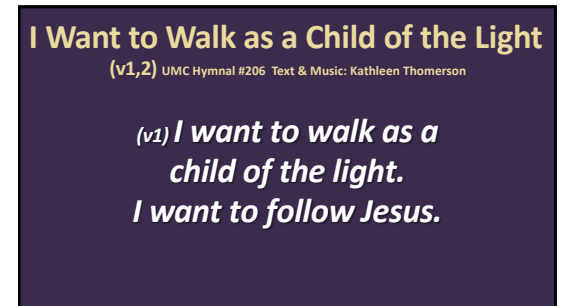 I Want to Walk as a Child of the Light
(v1,2) UMC Hymnal #206 Text & Music: Kathleen Thomerson
(v1) I want to walk as a
child of the light.
I want to follow Jesus.